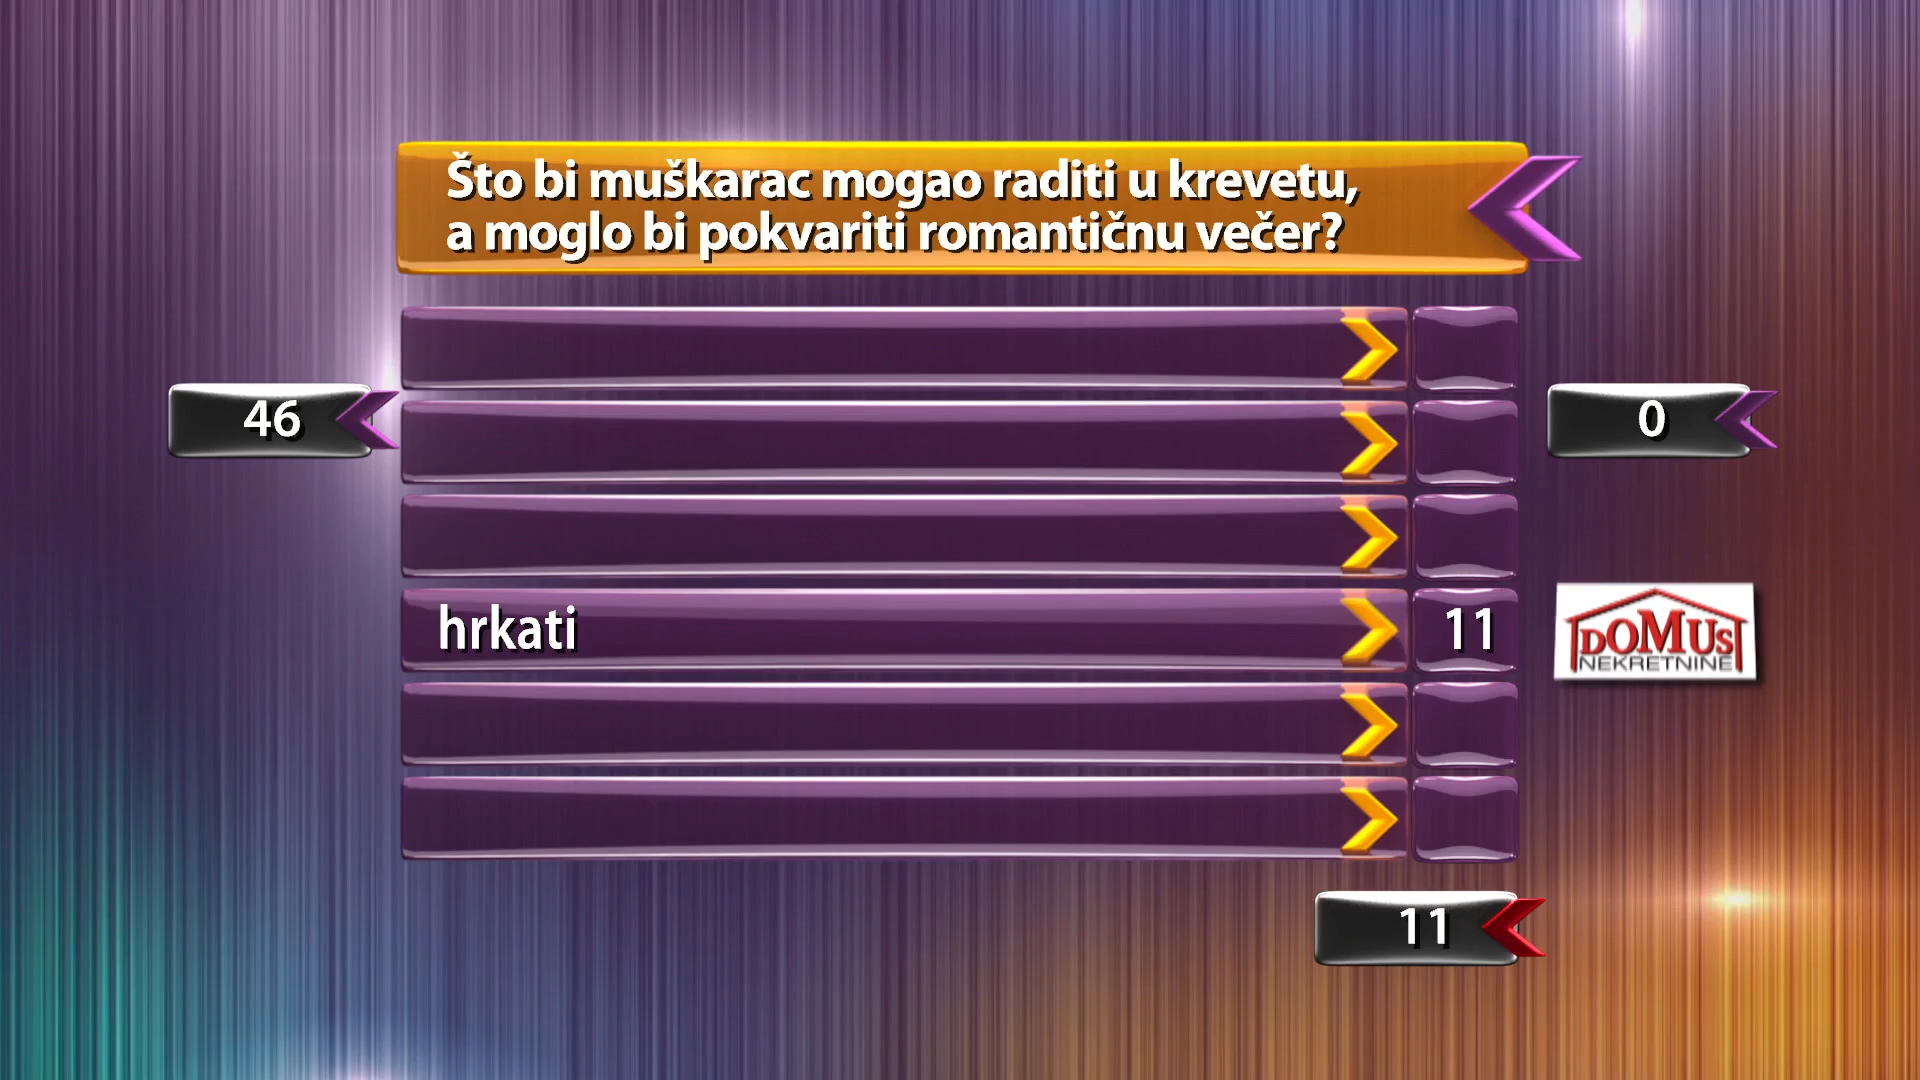 Što bi muškarac mogao raditi u krevetu,
a moglo bi pokvariti romantičnu večer?
46
0
hrkati 11
DOMUS
NEKRETNINE
11